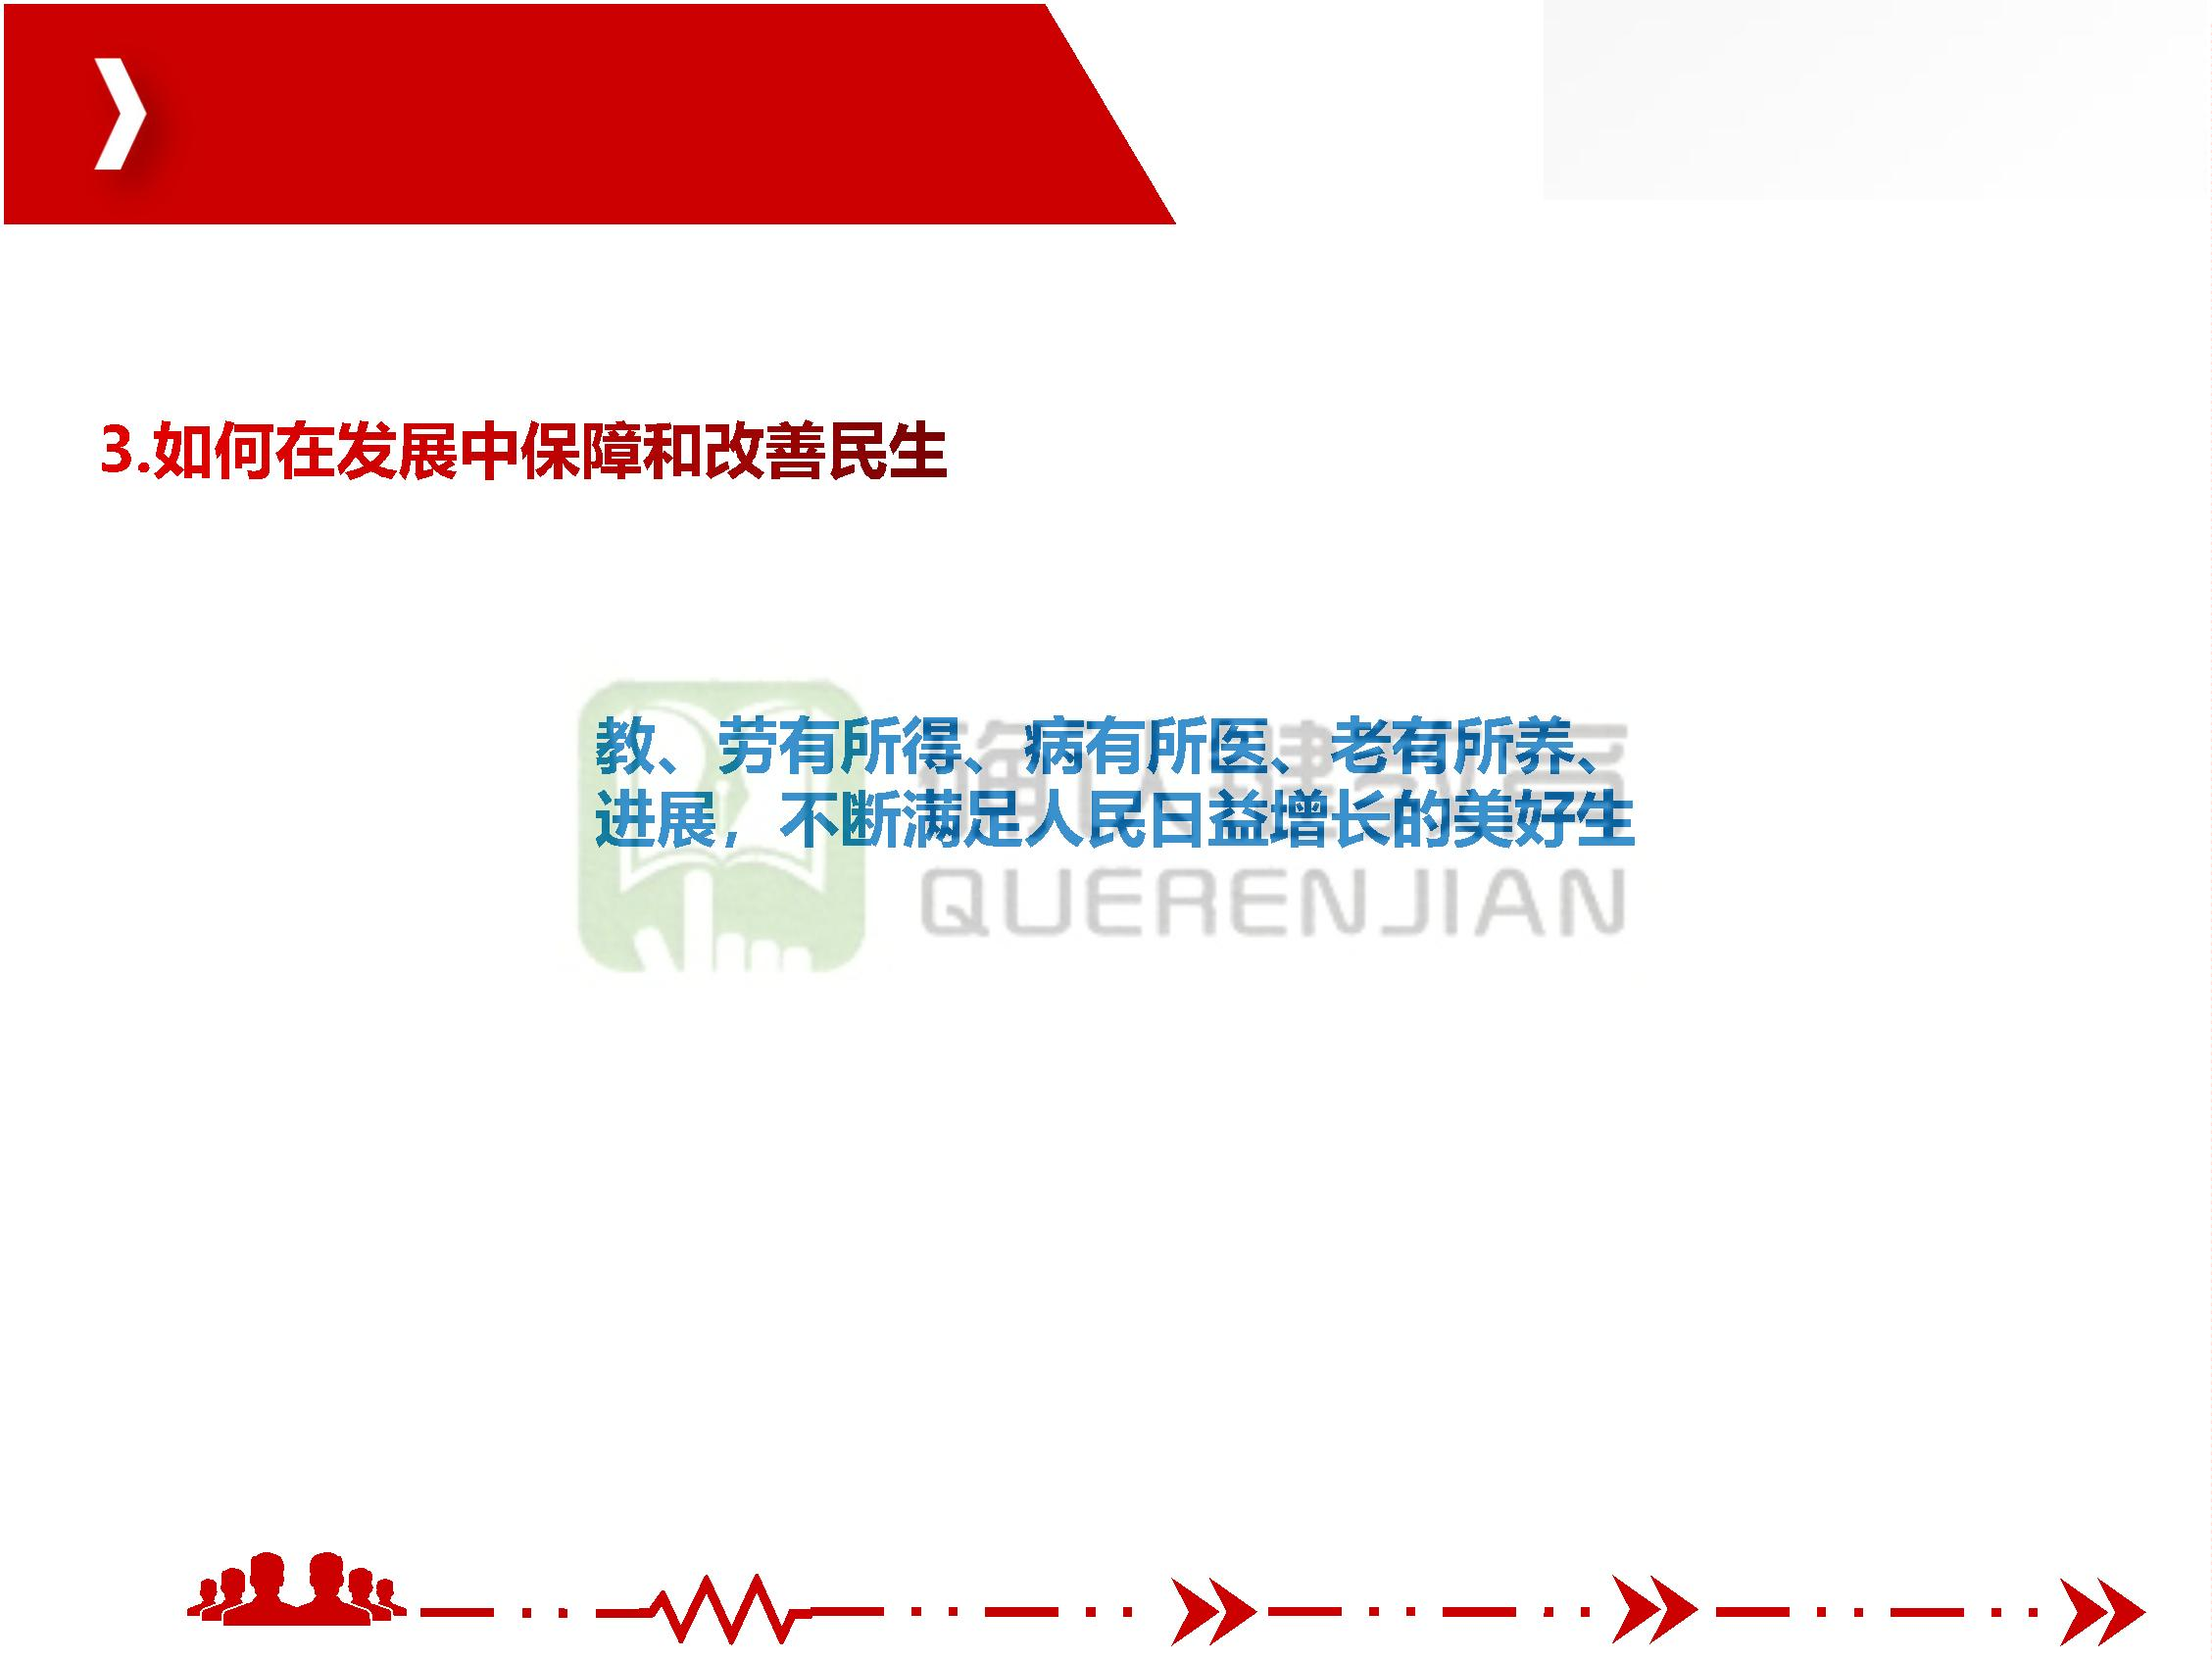 3.如何在发展中保障和改善民生
教、劳有所得、病有所医、老有所养、
进展，不断满足人民日益增长的美好生
QUERENJIAN